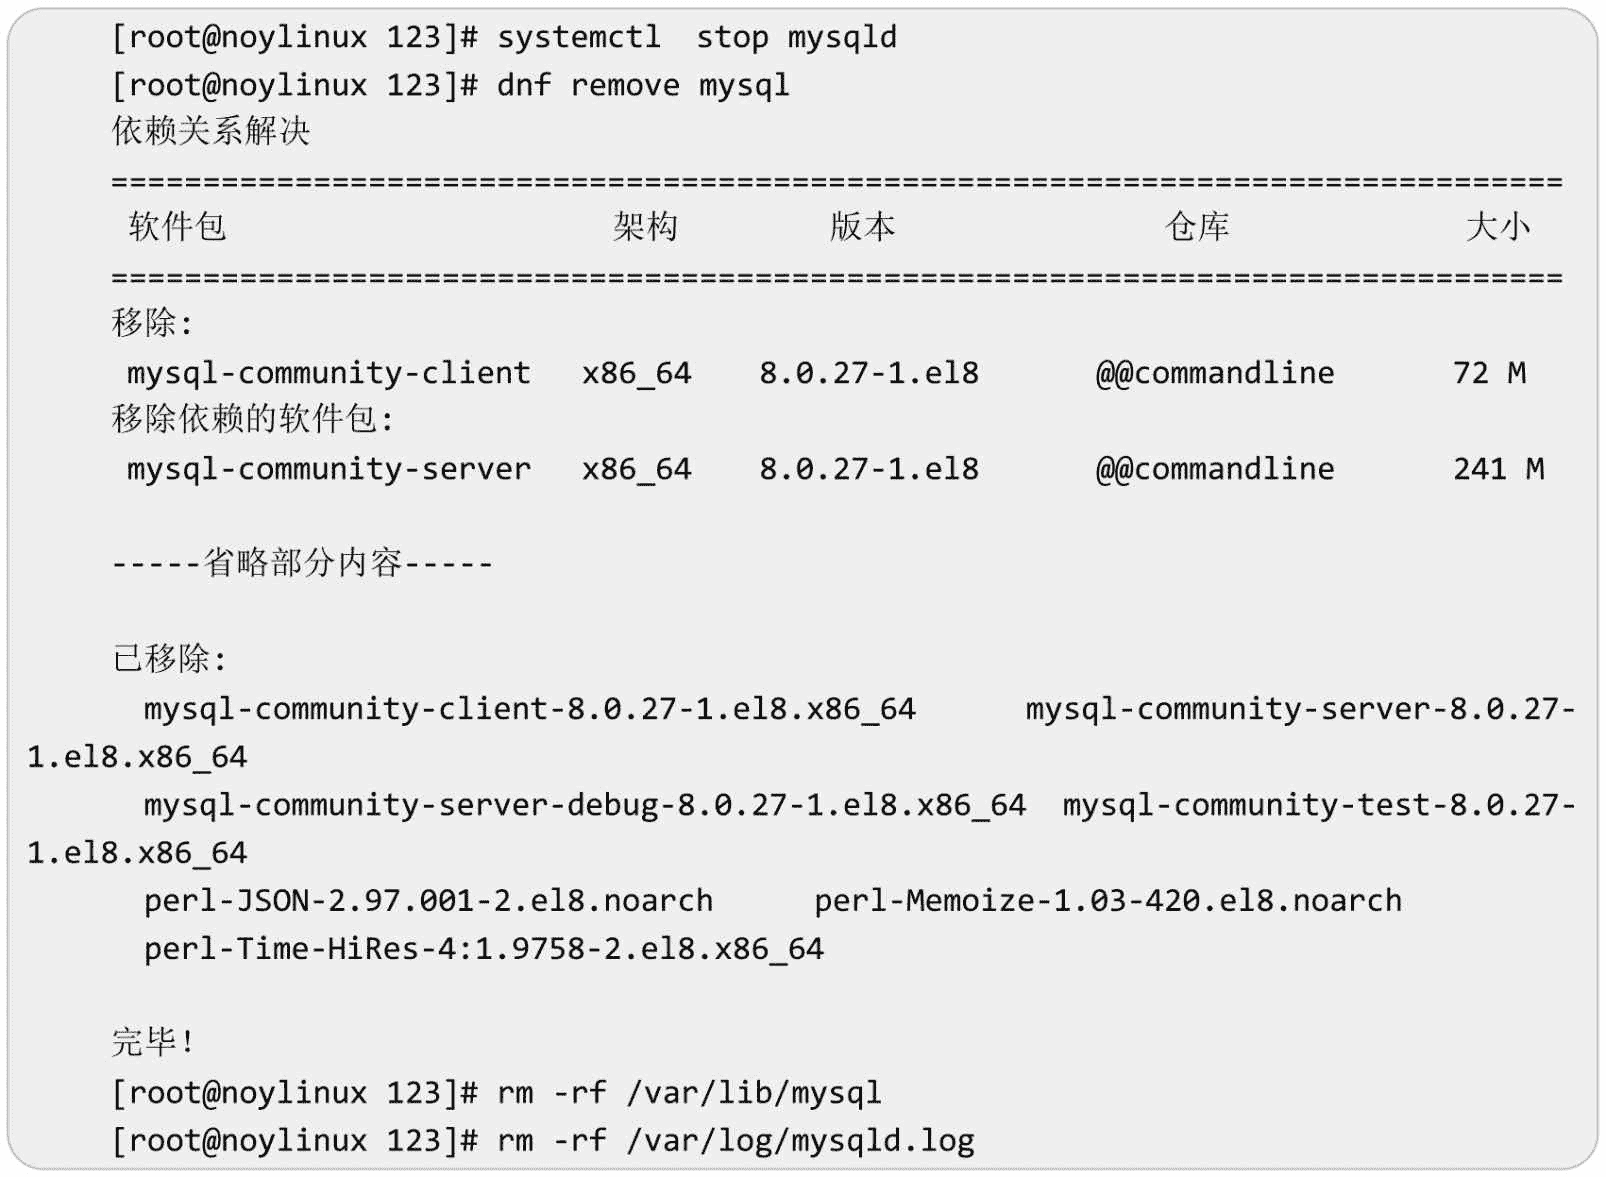 [root@noylinux 123]# systemctl  stop mysqld
[root@noylinux 123]# dnf remove mysql
依赖关系解决
===============================================================================
软件包 架构 版本 仓库 大小
===============================================================================
移除:
mysql-community-client x86_64 8.0.27-1.el8 @@commandline 72 M
移除依赖的软件包:
mysql-community-server x86_64 8.0.27-1.el8 @@commandline 241 M
-----省略部分内容-----
已移除:
mysql-community-client-8.0.27-1.el8.x86_64 mysql-community-server-8.0.27-
1.el8.x86_64
mysql-community-server-debug-8.0.27-1.el8.x86_64 mysql-community-test-8.0.27-
1.el8.x86_64
perl-JSON-2.97.001-2.el8.noarch perl-Memoize-1.03-420.el8.noarch
perl-Time-HiRes-4:1.9758-2.el8.x86_64
完毕!
[root@noylinux 123]# rm -rf /var/lib/mysql
[root@noylinux 123]# rm -rf /var/log/mysqld.log